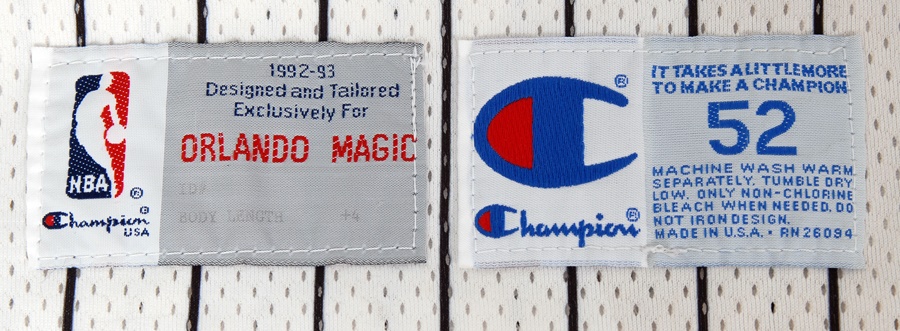 1992-93
Designed and Tailored
Exclusively For
ORLANDO MAGIC
ID#
BODY LENGTH +4
NBA ®
Champion ®
USA
®
Champion ®
IT TAKES A LITTLE MORE
TO MAKE A CHAMPION
52
MACHINE WASH WARM
SEPARATELY. TUMBLE DRY
LOW. ONLY NON-CHLORINE
BLEACH WHEN NEEDED. DO
NOT IRON DESIGN.
MADE IN U.S.A. • RN 26094